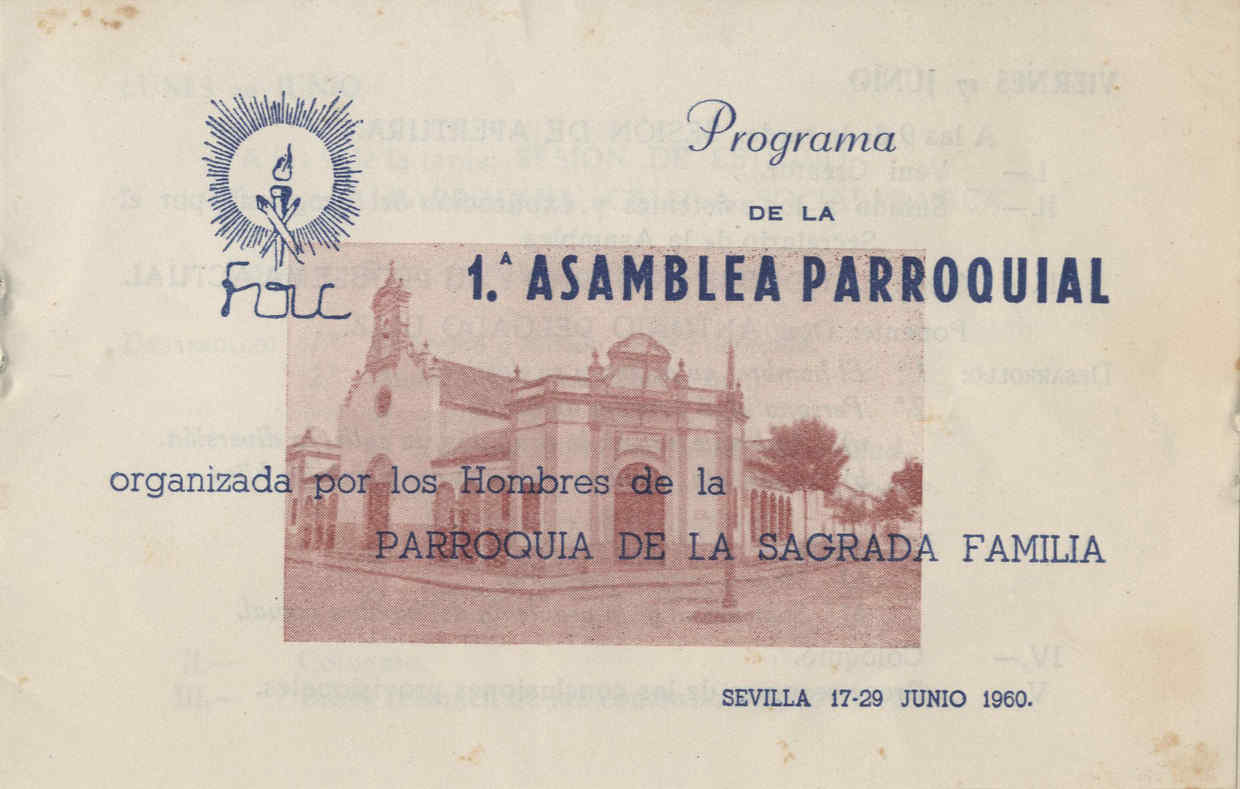 Programa
DE LA
1.ª ASAMBLEA PARROQUIAL
organizada por los Hombres de la
PARROQUIA DE LA SAGRADA FAMILIA
SEVILLA 17-29 JUNIO 1960.